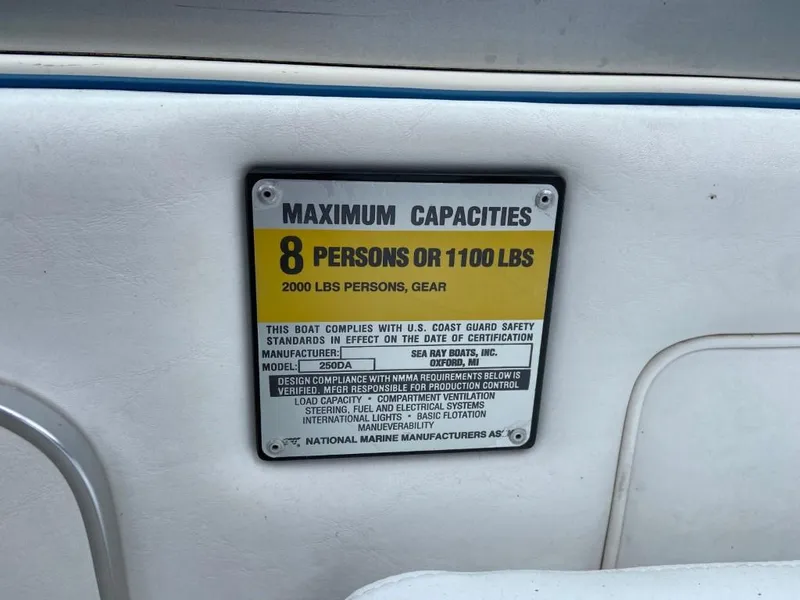 MAXIMUM CAPACITIES
8 PERSONS OR 1100 LBS
2000 LBS PERSONS, GEAR
THIS BOAT COMPLIES WITH U.S. COAST GUARD SAFETY
STANDARDS IN EFFECT ON THE DATE OF CERTIFICATION
MANUFACTURER: SEA RAY BOATS, INC.
OXFORD, MI
MODEL: 250DA
DESIGN COMPLIANCE WITH NMMA REQUIREMENTS BELOW IS
VERIFIED. MFGR RESPONSIBLE FOR PRODUCTION CONTROL
LOAD CAPACITY • COMPARTMENT VENTILATION
STEERING, FUEL AND ELECTRICAL SYSTEMS
INTERNATIONAL LIGHTS • BASIC FLOTATION
MANUEVERABILITY
NATIONAL MARINE MANUFACTURERS